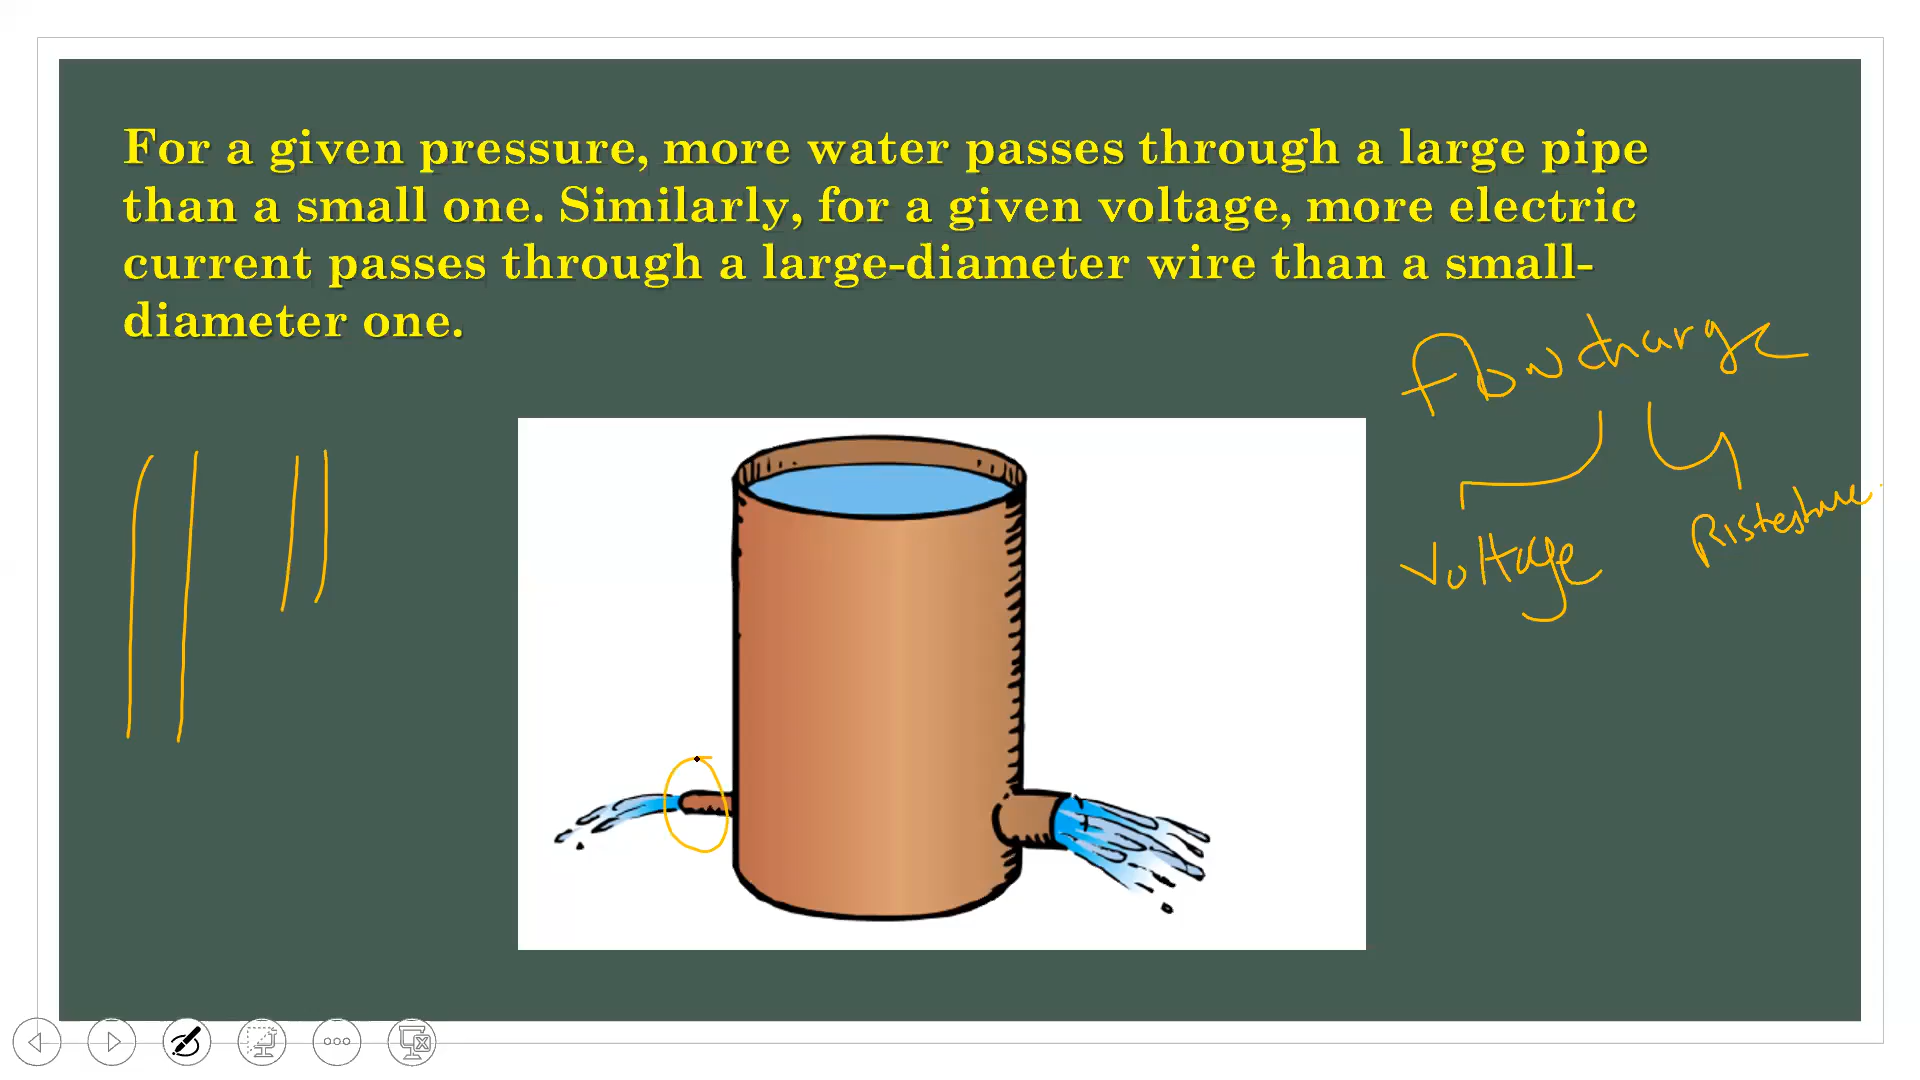 For a given pressure, more water passes through a large pipe
than a small one. Similarly, for a given voltage, more electric
current passes through a large-diameter wire than a small-
diameter one.
flow charge
Voltage